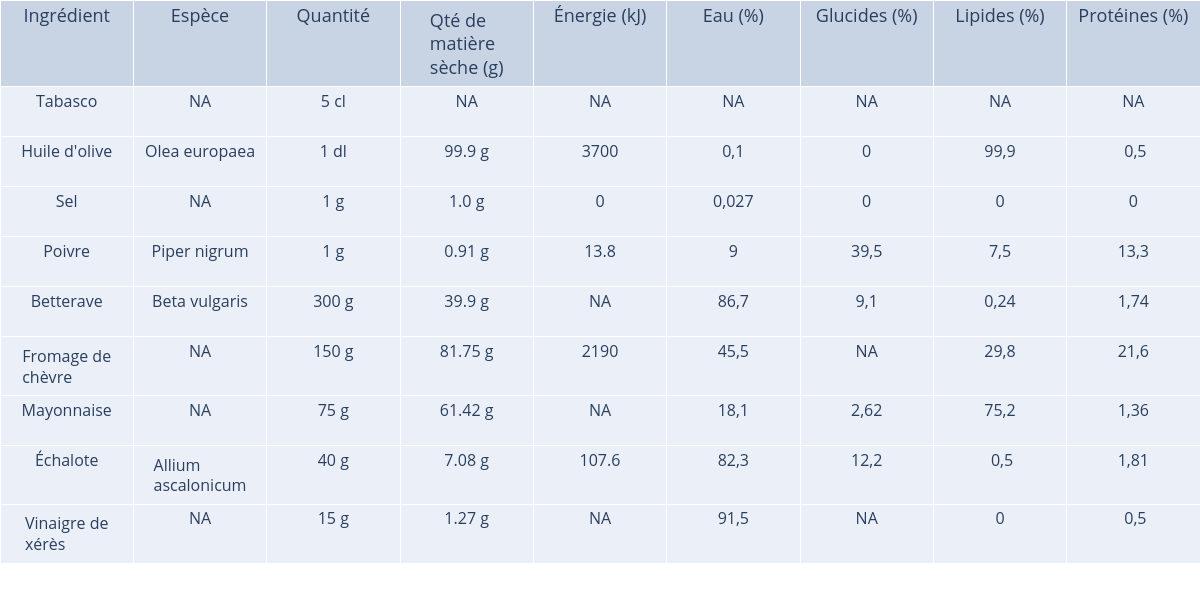 Ingrédient Espèce Quantité Qté de matière sèche (g) Énergie (kJ) Eau (%) Glucides (%) Lipides (%) Protéines (%)
Tabasco NA 5 cl NA NA NA NA NA NA
Huile d'olive Olea europaea 1 dl 99.9 g 3700 0,1 0 99,9 0,5
Sel NA 1 g 1.0 g 0 0,027 0 0 0
Poivre Piper nigrum 1 g 0.91 g 13.8 9 39,5 7,5 13,3
Betterave Beta vulgaris 300 g 39.9 g NA 86,7 9,1 0,24 1,74
Fromage de chèvre NA 150 g 81.75 g 2190 45,5 NA 29,8 21,6
Mayonnaise NA 75 g 61.42 g NA 18,1 2,62 75,2 1,36
Échalote Allium ascalonicum 40 g 7.08 g 107.6 82,3 12,2 0,5 1,81
Vinaigre de xérès NA 15 g 1.27 g NA 91,5 NA 0 0,5